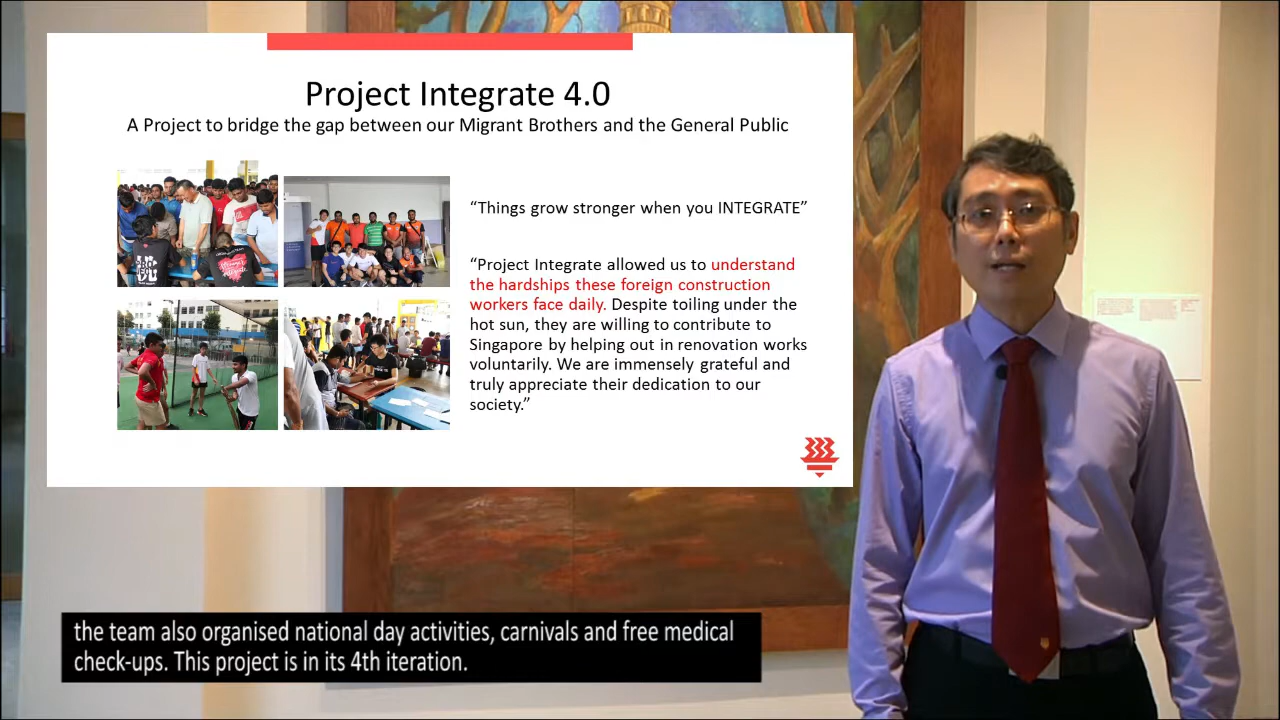 Project Integrate 4.0
A Project to bridge the gap between our Migrant Brothers and the General Public
“Things grow stronger when you INTEGRATE”
“Project Integrate allowed us to understand
the hardships these foreign construction
workers face daily. Despite toiling under the
hot sun, they are willing to contribute to
Singapore by helping out in renovation works
voluntarily. We are immensely grateful and
truly appreciate their dedication to our
society.”
the team also organised national day activities, carnivals and free medical
check-ups. This project is in its 4th iteration.